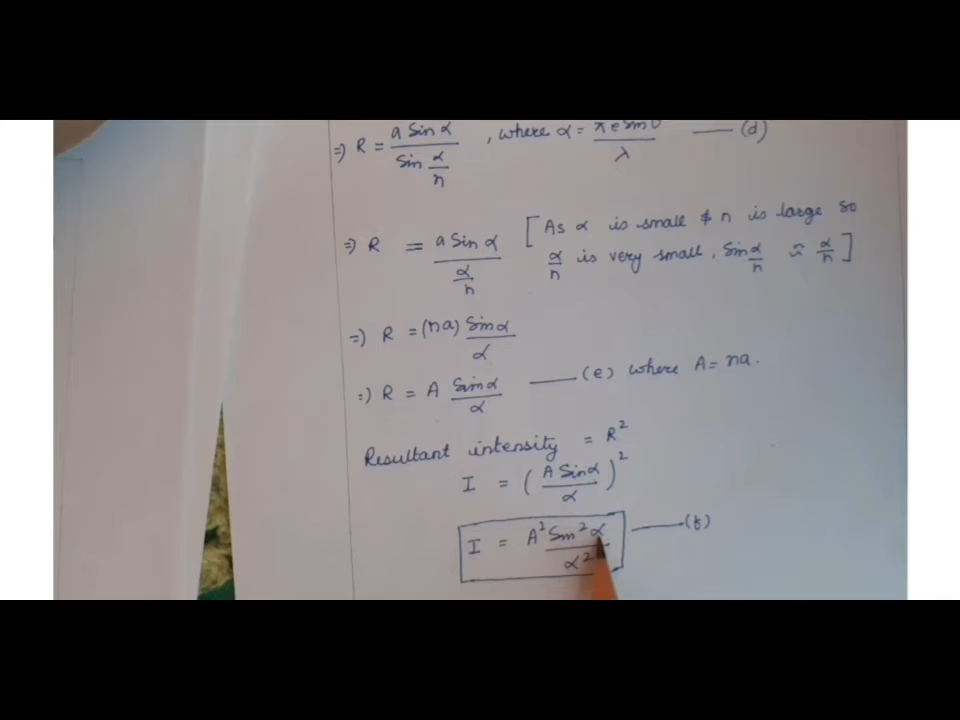 =) R = a Sin α / Sin α/n , where α = π e Sin θ / λ —— (d)
=) R = a Sin α / α/n [ As α is small & n is large so
α/n is very small, Sin α/n ≈ α/n ]
=) R = (na) Sin α / α
=) R = A Sin α / α —— (e) where A = na.
Resultant intensity = R²
I = ( A Sin α / α )²
I = A² Sin² α / α² —— (f)